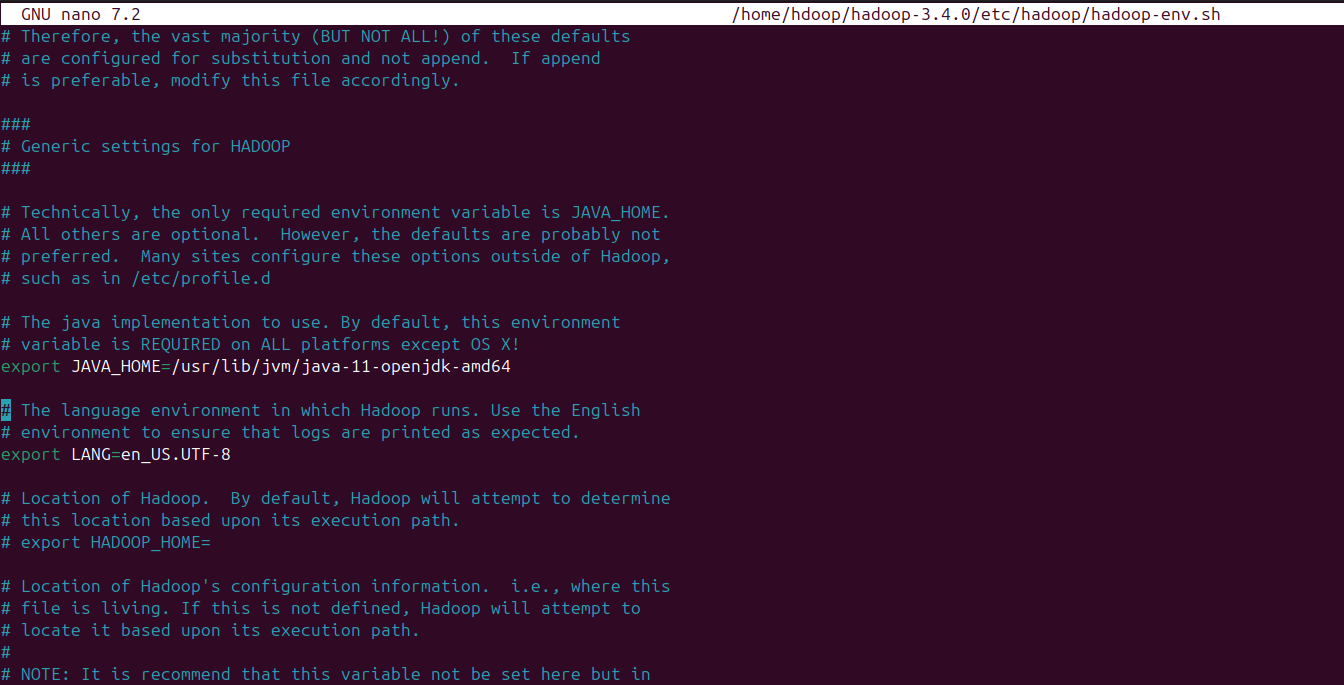 GNU nano 7.2 /home/hdoop/hadoop-3.4.0/etc/hadoop/hadoop-env.sh
# Therefore, the vast majority (BUT NOT ALL!) of these defaults
# are configured for substitution and not append.  If append
# is preferable, modify this file accordingly.
###
# Generic settings for HADOOP
###
# Technically, the only required environment variable is JAVA_HOME.
# All others are optional.  However, the defaults are probably not
# preferred.  Many sites configure these options outside of Hadoop,
# such as in /etc/profile.d
# The java implementation to use. By default, this environment
# variable is REQUIRED on ALL platforms except OS X!
export JAVA_HOME=/usr/lib/jvm/java-11-openjdk-amd64
# The language environment in which Hadoop runs. Use the English
# environment to ensure that logs are printed as expected.
export LANG=en_US.UTF-8
# Location of Hadoop.  By default, Hadoop will attempt to determine
# this location based upon its execution path.
# export HADOOP_HOME=
# Location of Hadoop's configuration information.  i.e., where this
# file is living. If this is not defined, Hadoop will attempt to
# locate it based upon its execution path.
#
# NOTE: It is recommend that this variable not be set here but in